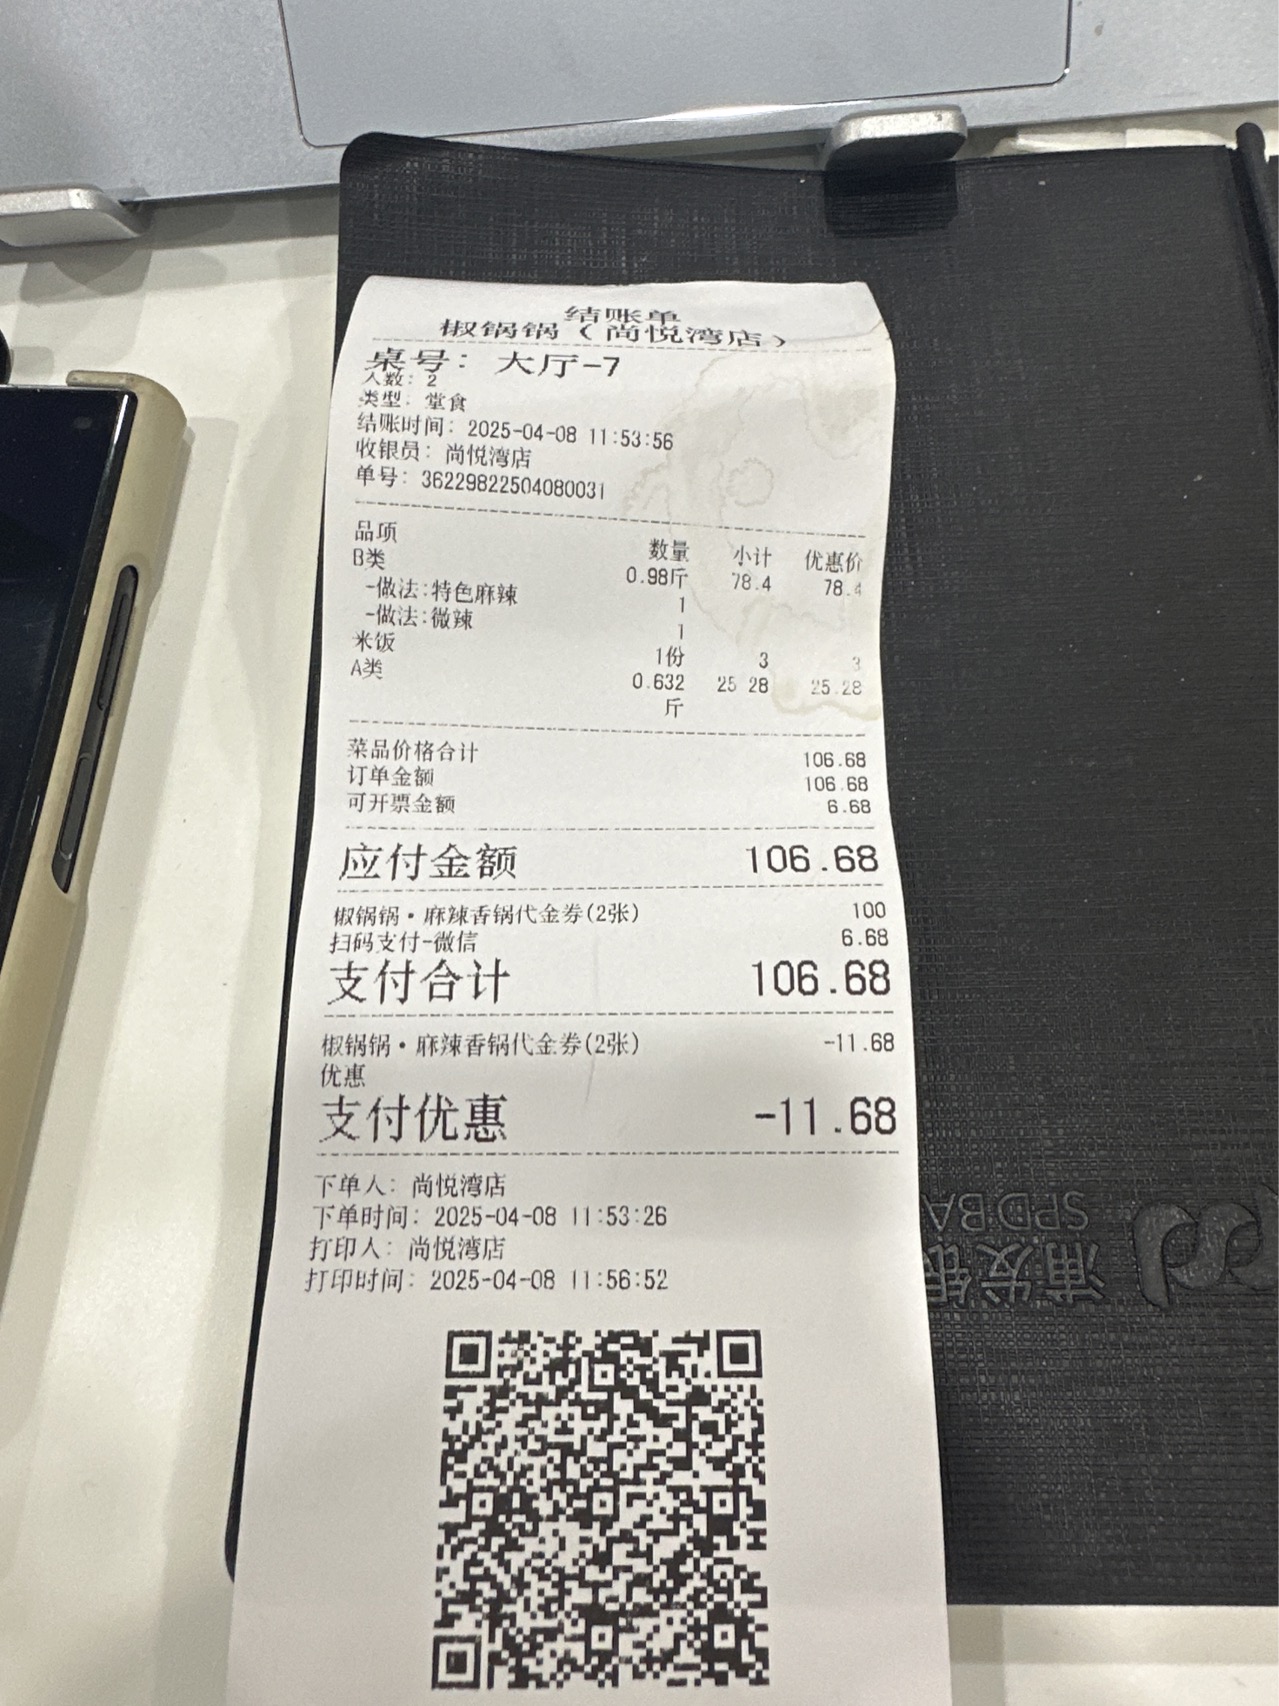 结账单
椒锅锅（尚悦湾店）
桌号: 大厅-7
人数: 2
类型: 堂食
结账时间: 2025-04-08 11:53:56
收银员: 尚悦湾店
单号: 36229822504080031
品项 数量 小计 优惠价
B类 0.98斤 78.4 78.4
-做法:特色麻辣 1
-做法:微辣 1
米饭 1份 3 3
A类 0.632斤 25.28 25.28
菜品价格合计 106.68
订单金额 106.68
可开票金额 6.68
应付金额 106.68
椒锅锅·麻辣香锅代金券(2张) 100
扫码支付-微信 6.68
支付合计 106.68
椒锅锅·麻辣香锅代金券(2张) -11.68
优惠
支付优惠 -11.68
下单人: 尚悦湾店
下单时间: 2025-04-08 11:53:26
打印人: 尚悦湾店
打印时间: 2025-04-08 11:56:52
SPD BA
浦发银